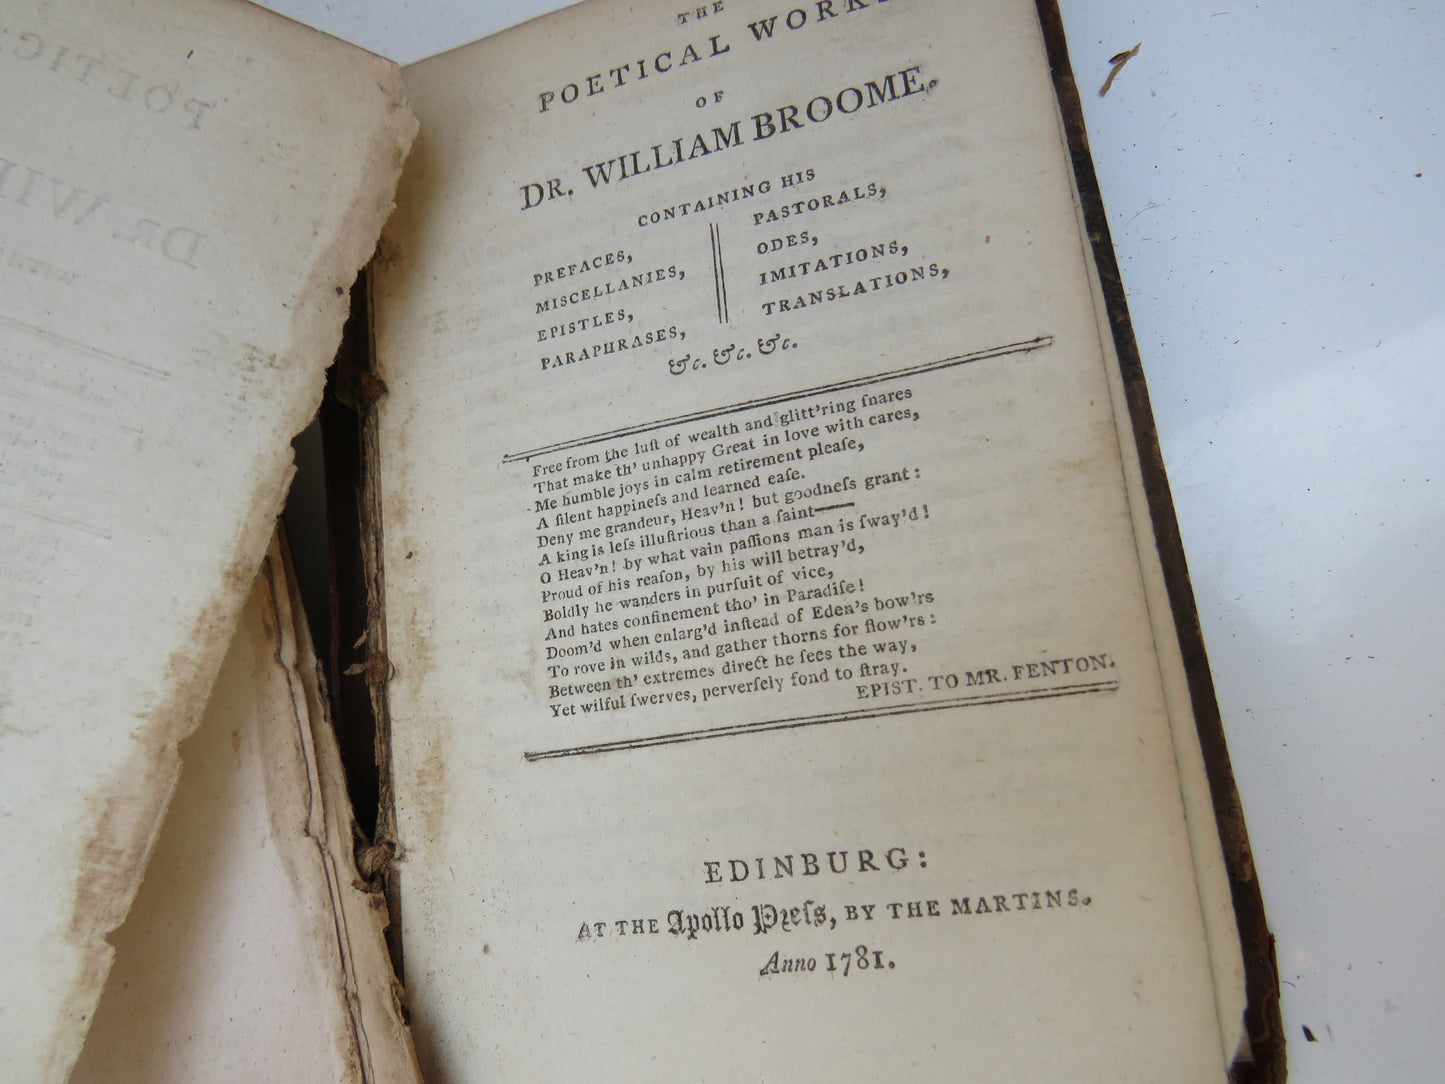 THE
POETICAL WORKS
OF
DR. WILLIAM BROOME.
CONTAINING HIS
PREFACES,
MISCELLANIES,
EPISTLES,
PARAPHRASES,
PASTORALS,
ODES,
IMITATIONS,
TRANSLATIONS,
&c. &c. &c.
Free from the luſt of wealth and glitt'ring ſnares
That make th' unhappy Great in love with cares,
Me humble joys in calm retirement pleaſe,
A ſilent happineſs and learned eaſe.
Deny me grandeur, Heav'n! but goodneſs grant:
A king is leſs illuſtrious than a ſaint——
O Heav'n! by what vain paſſions man is ſway'd!
Proud of his reaſon, by his will betray'd,
Boldly he wanders in purſuit of vice,
And hates confinement tho' in Paradiſe!
Doom'd when enlarg'd inſtead of Eden's bow'rs
To rove in wilds, and gather thorns for flow'rs:
Between th' extremes direct he ſees the way,
Yet wilful ſwerves, perverſely fond to ſtray.
EPIST. TO MR. FENTON.
EDINBURG:
AT THE Apollo Preſs, BY THE MARTINS.
Anno 1781.
POETIC
DR. WIL
WITH